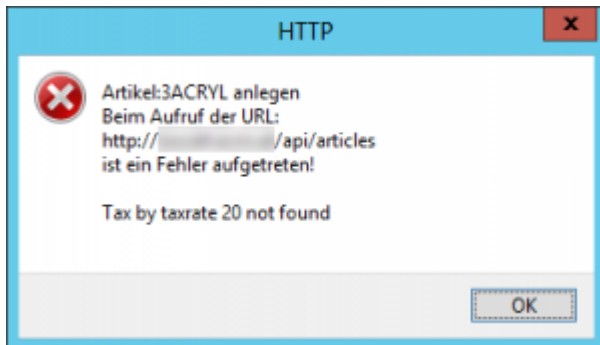 HTTP
x
Artikel:3ACRYL anlegen
Beim Aufruf der URL:
http:// /api/articles
ist ein Fehler aufgetreten!
Tax by taxrate 20 not found
OK